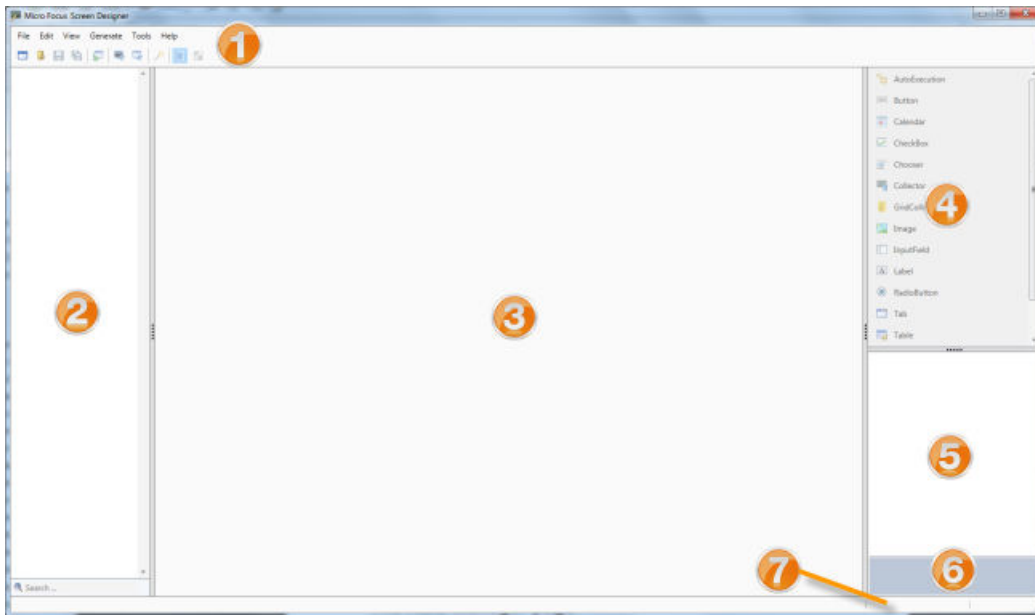 Micro Focus Screen Designer
File Edit View Generate Tools Help
1
AutoExecution
Button
Calendar
CheckBox
Chooser
Collector
4
Image
InputField
Label
RadioButton
Tab
Table
2
3
5
7
6
Search ...